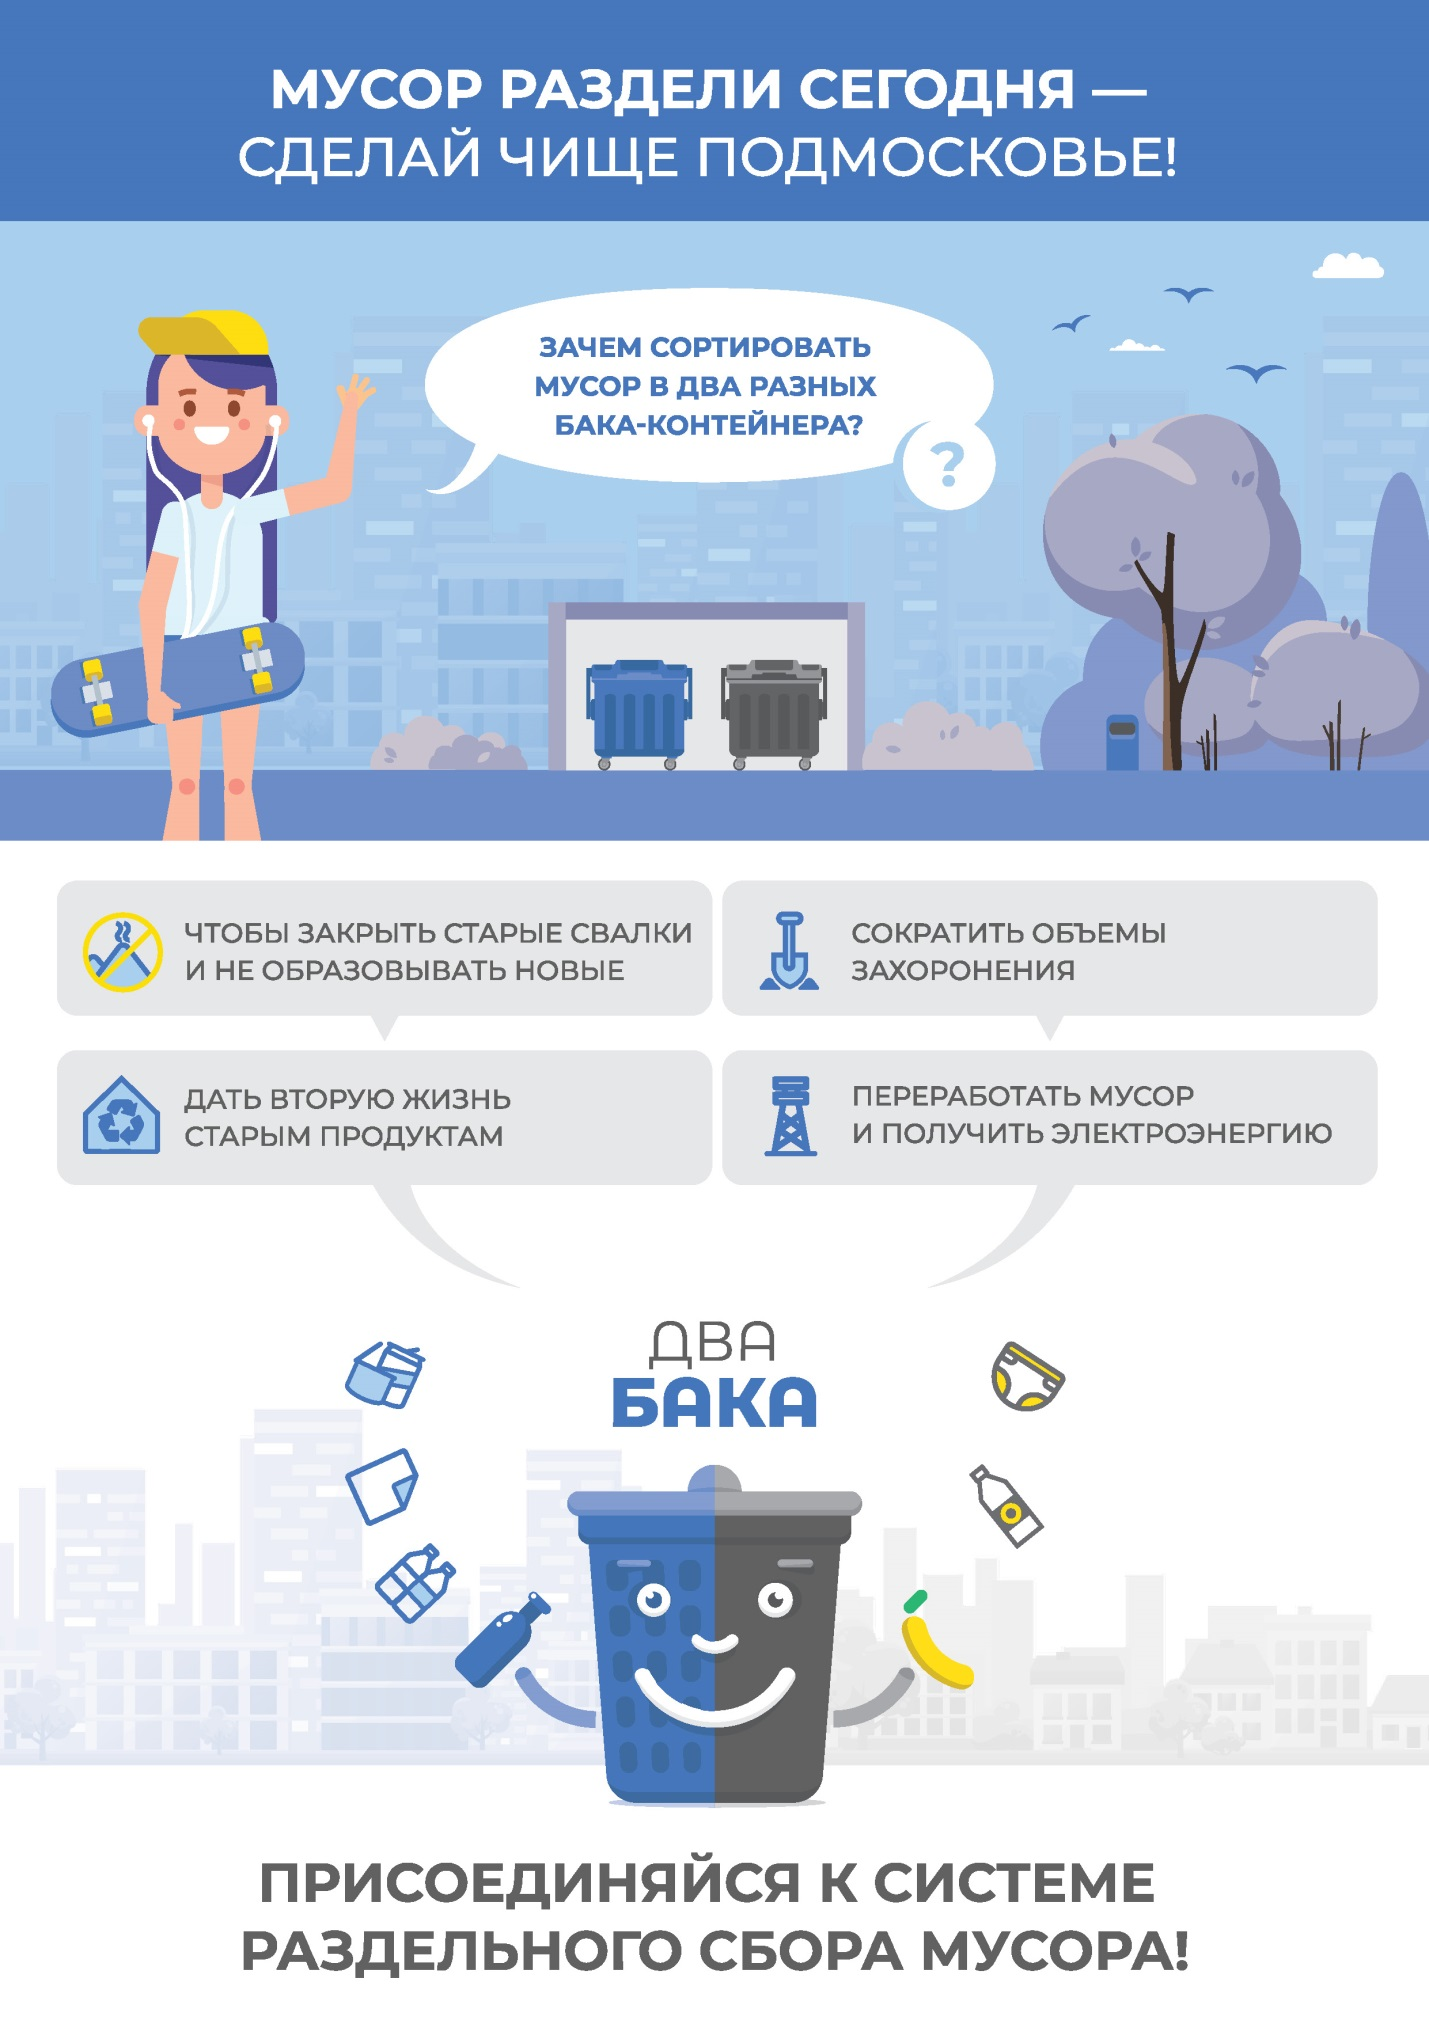 МУСОР РАЗДЕЛИ СЕГОДНЯ —
СДЕЛАЙ ЧИЩЕ ПОДМОСКОВЬЕ!
ЗАЧЕМ СОРТИРОВАТЬ
МУСОР В ДВА РАЗНЫХ
БАКА-КОНТЕЙНЕРА?
?
ЧТОБЫ ЗАКРЫТЬ СТАРЫЕ СВАЛКИ
И НЕ ОБРАЗОВЫВАТЬ НОВЫЕ
СОКРАТИТЬ ОБЪЕМЫ
ЗАХОРОНЕНИЯ
ДАТЬ ВТОРУЮ ЖИЗНЬ
СТАРЫМ ПРОДУКТАМ
ПЕРЕРАБОТАТЬ МУСОР
И ПОЛУЧИТЬ ЭЛЕКТРОЭНЕРГИЮ
ДВА
БАКА
ПРИСОЕДИНЯЙСЯ К СИСТЕМЕ
РАЗДЕЛЬНОГО СБОРА МУСОРА!